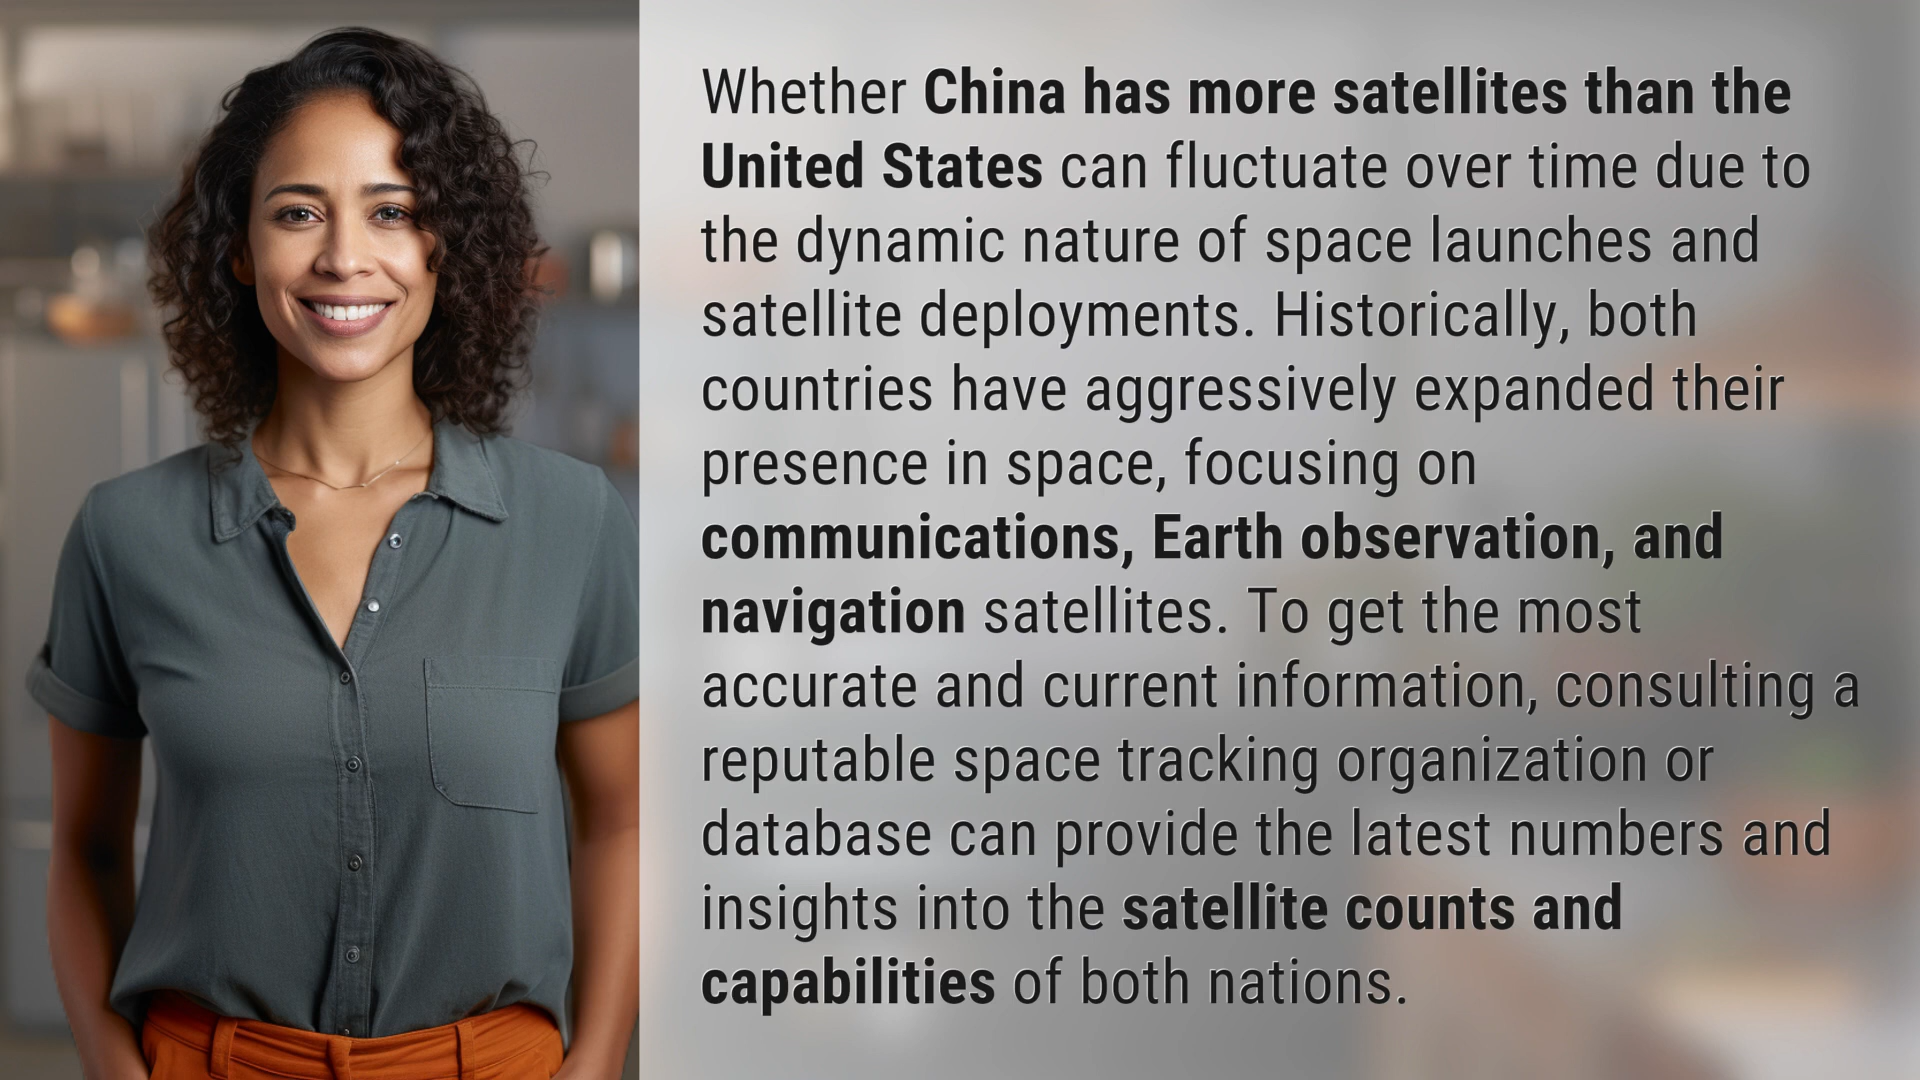 Whether China has more satellites than the
United States can fluctuate over time due to
the dynamic nature of space launches and
satellite deployments. Historically, both
countries have aggressively expanded their
presence in space, focusing on
communications, Earth observation, and
navigation satellites. To get the most
accurate and current information, consulting a
reputable space tracking organization or
database can provide the latest numbers and
insights into the satellite counts and
capabilities of both nations.